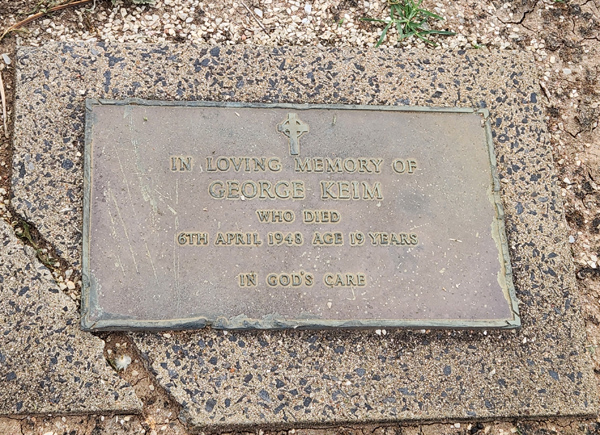 IN LOVING MEMORY OF
GEORGE KEIM
WHO DIED
6TH APRIL 1948 AGE 19 YEARS
IN GOD'S CARE